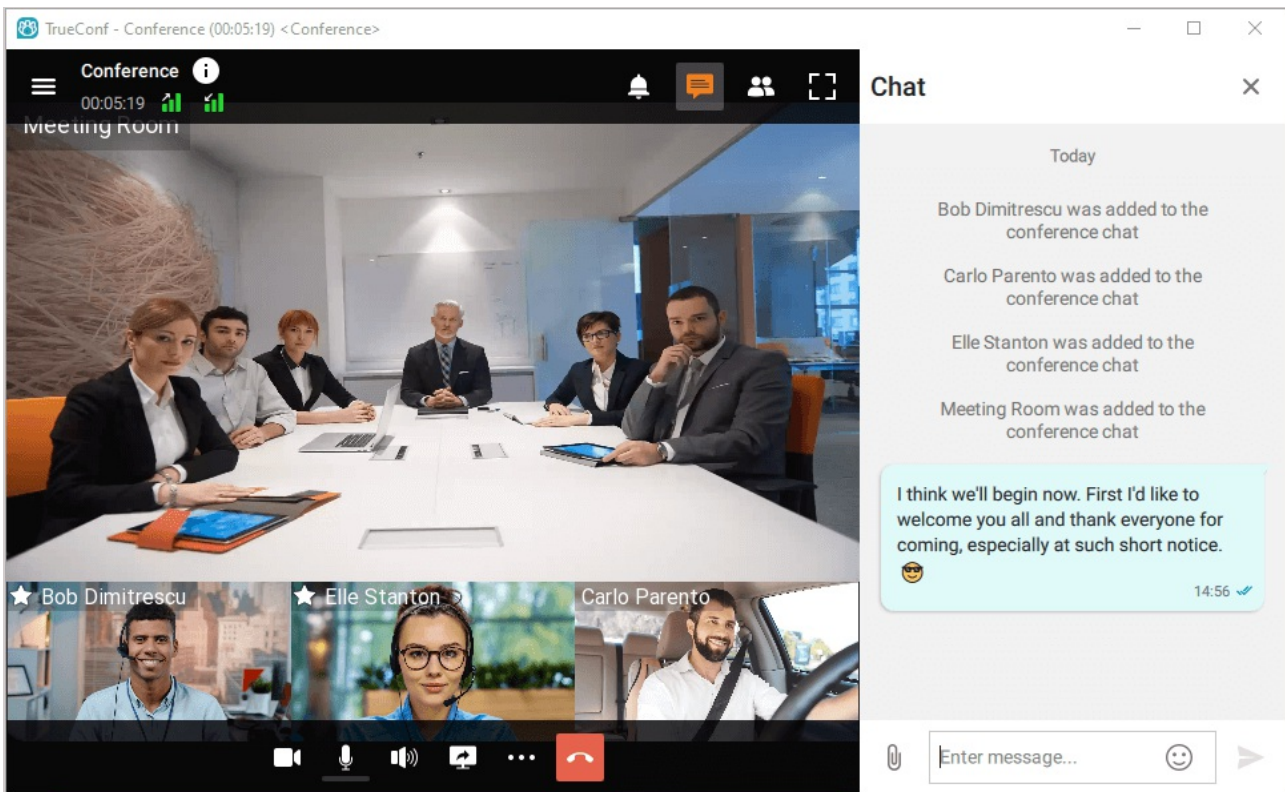 TrueConf - Conference (00:05:19) <Conference>
Conference
00:05:19
Meeting Room
Bob Dimitrescu
Elle Stanton
Carlo Parento
Chat
Today
Bob Dimitrescu was added to the
conference chat
Carlo Parento was added to the
conference chat
Elle Stanton was added to the
conference chat
Meeting Room was added to the
conference chat
I think we'll begin now. First I'd like to
welcome you all and thank everyone for
coming, especially at such short notice.
😎
14:56
Enter message...